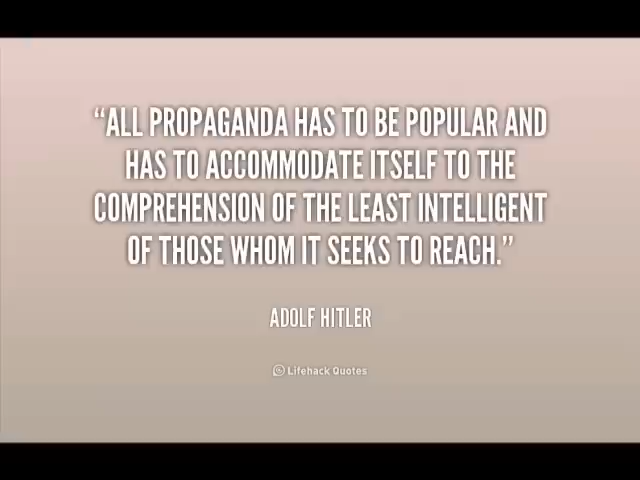 “ALL PROPAGANDA HAS TO BE POPULAR AND
HAS TO ACCOMMODATE ITSELF TO THE
COMPREHENSION OF THE LEAST INTELLIGENT
OF THOSE WHOM IT SEEKS TO REACH.”
ADOLF HITLER
Lifehack Quotes